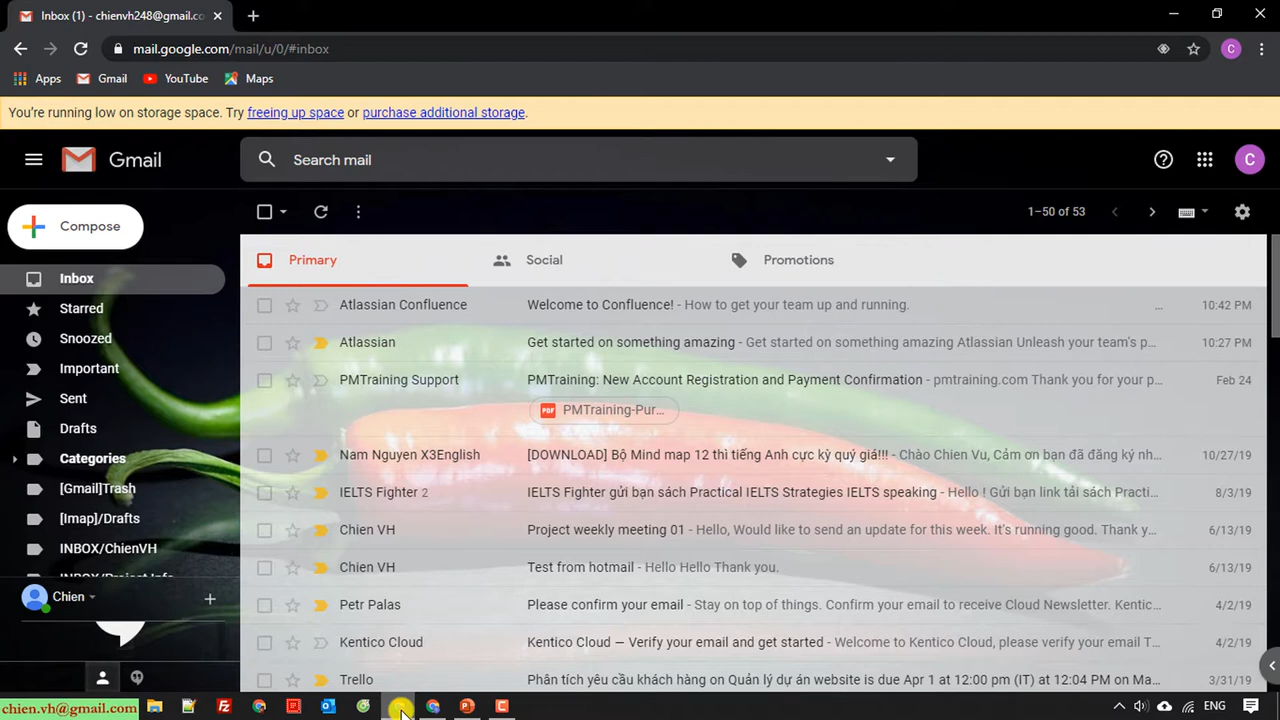 Inbox (1) - chienvh248@gmail.co
mail.google.com/mail/u/0/#inbox
C
Apps Gmail YouTube Maps
You're running low on storage space. Try freeing up space or purchase additional storage.
Gmail
Search mail
C
Compose
1–50 of 53
Inbox
Starred
Snoozed
Important
Sent
Drafts
Categories
[Gmail]Trash
[Imap]/Drafts
INBOX/ChienVH
INBOX/Project Info
Chien
Primary Social Promotions
Atlassian Confluence Welcome to Confluence! - How to get your team up and running. ... 10:42 PM
Atlassian Get started on something amazing - Get started on something amazing Atlassian Unleash your team's p... 10:27 PM
PMTraining Support PMTraining: New Account Registration and Payment Confirmation - pmtraining.com Thank you for your p... Feb 24
PDF PMTraining-Pur...
Nam Nguyen X3English [DOWNLOAD] Bộ Mind map 12 thì tiếng Anh cực kỳ quý giá!!! - Chào Chien Vu, Cảm ơn bạn đã đăng ký nh... 10/27/19
IELTS Fighter 2 IELTS Fighter gửi bạn sách Practical IELTS Strategies IELTS speaking - Hello ! Gửi bạn link tải sách Practi... 8/3/19
Chien VH Project weekly meeting 01 - Hello, Would like to send an update for this week. It's running good. Thank y... 6/13/19
Chien VH Test from hotmail - Hello Hello Thank you. 6/13/19
Petr Palas Please confirm your email - Stay on top of things. Confirm your email to receive Cloud Newsletter. Kentic... 4/2/19
Kentico Cloud Kentico Cloud — Verify your email and get started - Welcome to Kentico Cloud, please verify your email T... 4/2/19
Trello Phân tích yêu cầu khách hàng on Quản lý dự án website is due Apr 1 at 12:00 pm (IT) at 12:04 PM on Ma... 3/31/19
chien.vh@gmail.com
ENG